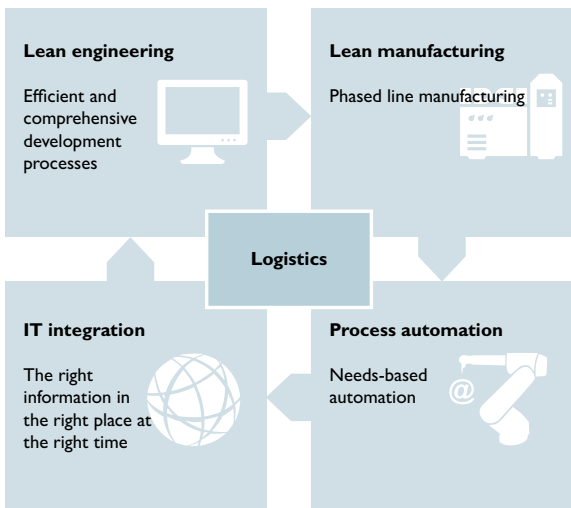 Lean engineering
Efficient and
comprehensive
development
processes
Lean manufacturing
Phased line manufacturing
Logistics
IT integration
The right
information in
the right place at
the right time
Process automation
Needs-based
automation
@